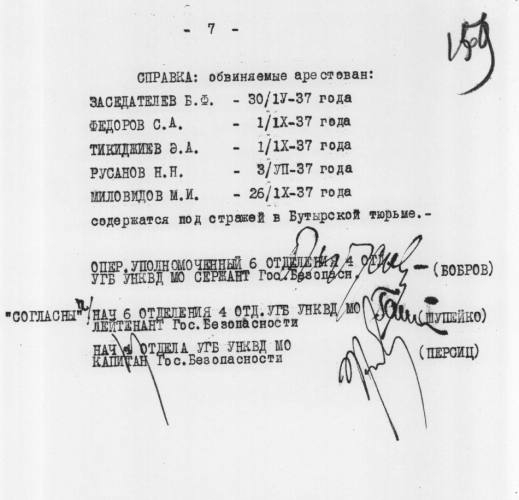 - 7 -
СПРАВКА: обвиняемые арестован:
ЗАСЕДАТЕЛЕВ Б.Ф. - 30/1У-37 года
ФЕДОРОВ С.А. - 1/1Х-37 года
ТИКИДЖИЕВ Э.А. - 1/1Х-37 года
РУСАНОВ Н.Н. - 3/УП-37 года
МИЛОВИДОВ М.И. - 26/1Х-37 года
содержатся под стражей в Бутырской тюрьме.-
ОПЕР.УПОЛНОМОЧЕННЫЙ 6 ОТДЕЛЕНИЯ 4 ОТД.
УГБ УНКВД МО СЕРЖАНТ Гос.Безопасн. - (БОБРОВ)
"СОГЛАСНЫ" НАЧ 6 ОТДЕЛЕНИЯ 4 ОТД.УГБ УНКВД МО (ШУПЕЙКО)
ЛЕЙТЕНАНТ Гос.Безопасности
НАЧ 4 ОТДЕЛА УГБ УНКВД МО (ПЕРСИЦ)
КАПИТАН Гос.Безопасности